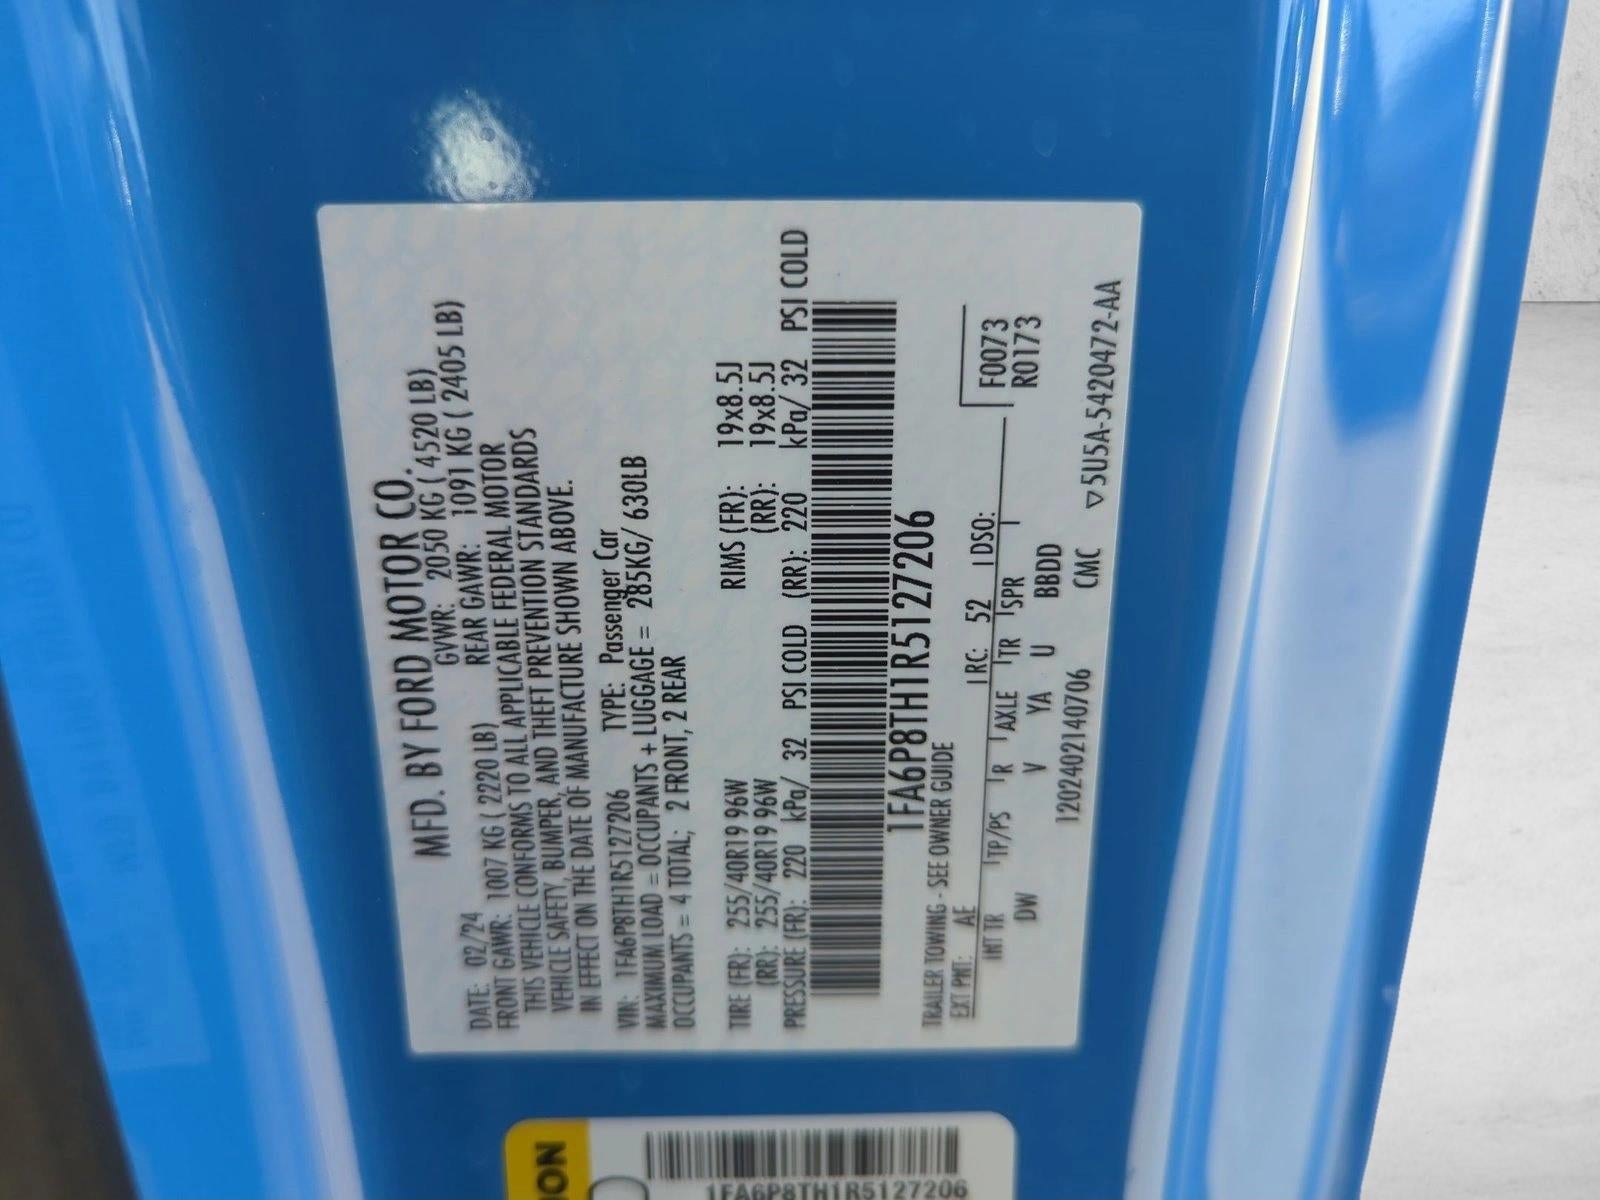 MFD. BY FORD MOTOR CO.
DATE: 02/24 GVWR: 2050 KG ( 4520 LB)
FRONT GAWR: 1007 KG ( 2220 LB) REAR GAWR: 1091 KG ( 2405 LB)
THIS VEHICLE CONFORMS TO ALL APPLICABLE FEDERAL MOTOR
VEHICLE SAFETY, BUMPER, AND THEFT PREVENTION STANDARDS
IN EFFECT ON THE DATE OF MANUFACTURE SHOWN ABOVE.
VIN: 1FA6P8TH1R5127206 TYPE: Passenger Car
MAXIMUM LOAD = OCCUPANTS + LUGGAGE = 285KG/ 630LB
OCCUPANTS = 4 TOTAL; 2 FRONT, 2 REAR
TIRE (FR): 255/40R19 96W RIMS (FR): 19x8.5J
(RR): 255/40R19 96W (RR): 19x8.5J
PRESSURE (FR): 220 kPa/ 32 PSI COLD (RR): 220 kPa/ 32 PSI COLD
1FA6P8TH1R5127206
TRAILER TOWING - SEE OWNER GUIDE
EXT PNT: AE RC: 52 DSO: F0073
INT TR TP/PS R AXLE TR SPR R0173
DW V YA U BBDD
12024021407​06 CMC ▽5U5A-5420472-AA
1FA6P8TH1R5127206